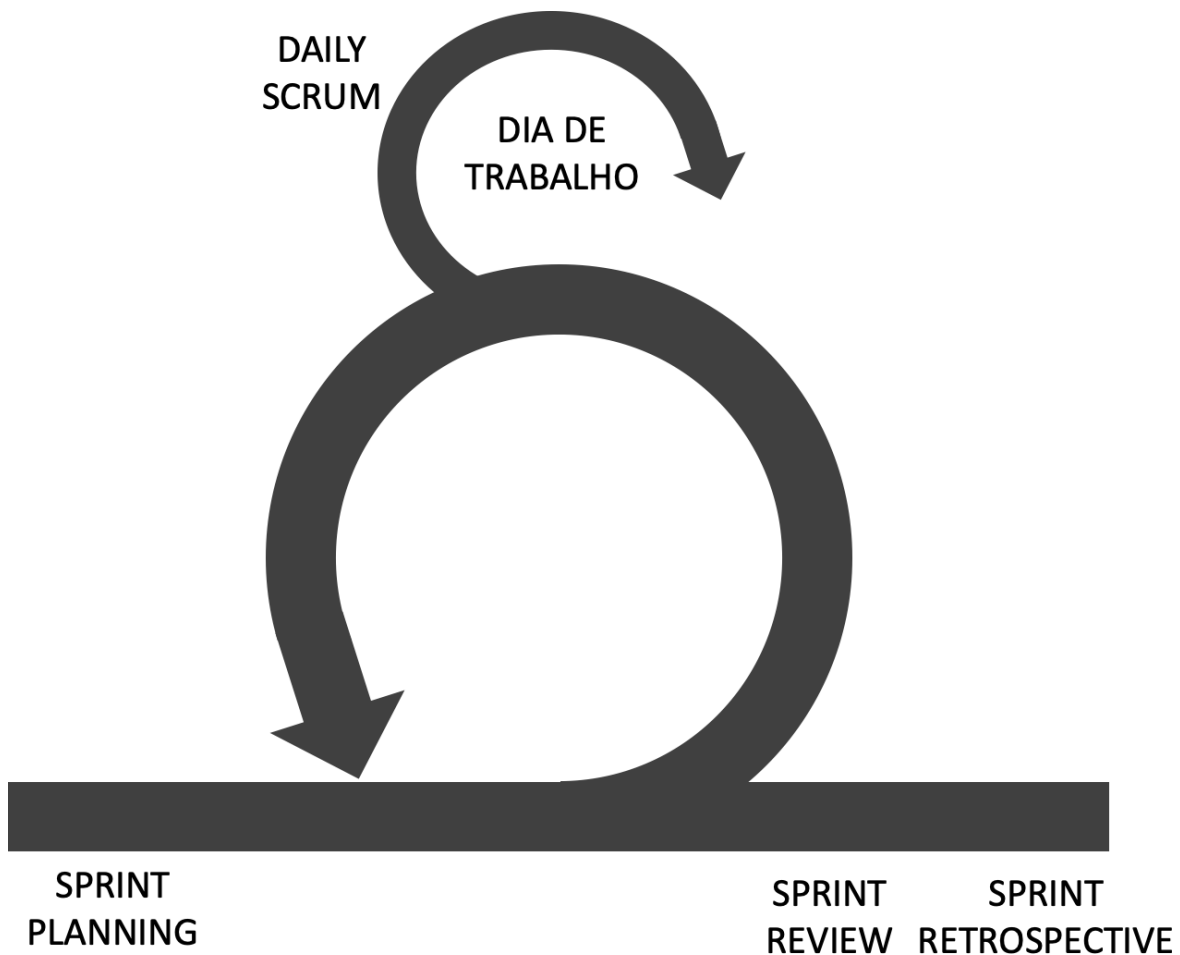 DAILY
SCRUM
DIA DE
TRABALHO
SPRINT
PLANNING
SPRINT
REVIEW
SPRINT
RETROSPECTIVE